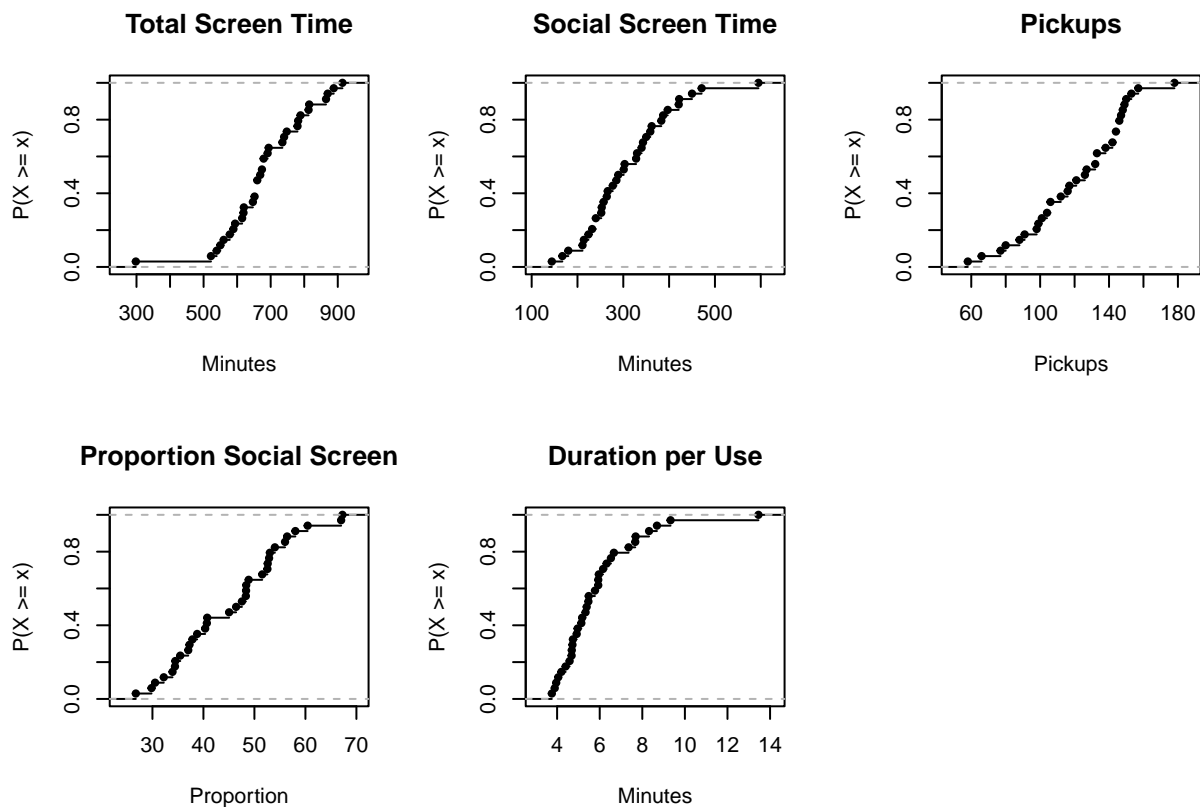 Total Screen Time
P(X >= x)
0.0 0.4 0.8
300 500 700 900
Minutes
Social Screen Time
P(X >= x)
0.0 0.4 0.8
100 300 500
Minutes
Pickups
P(X >= x)
0.0 0.4 0.8
60 100 140 180
Pickups
Proportion Social Screen
P(X >= x)
0.0 0.4 0.8
30 40 50 60 70
Proportion
Duration per Use
P(X >= x)
0.0 0.4 0.8
4 6 8 10 12 14
Minutes